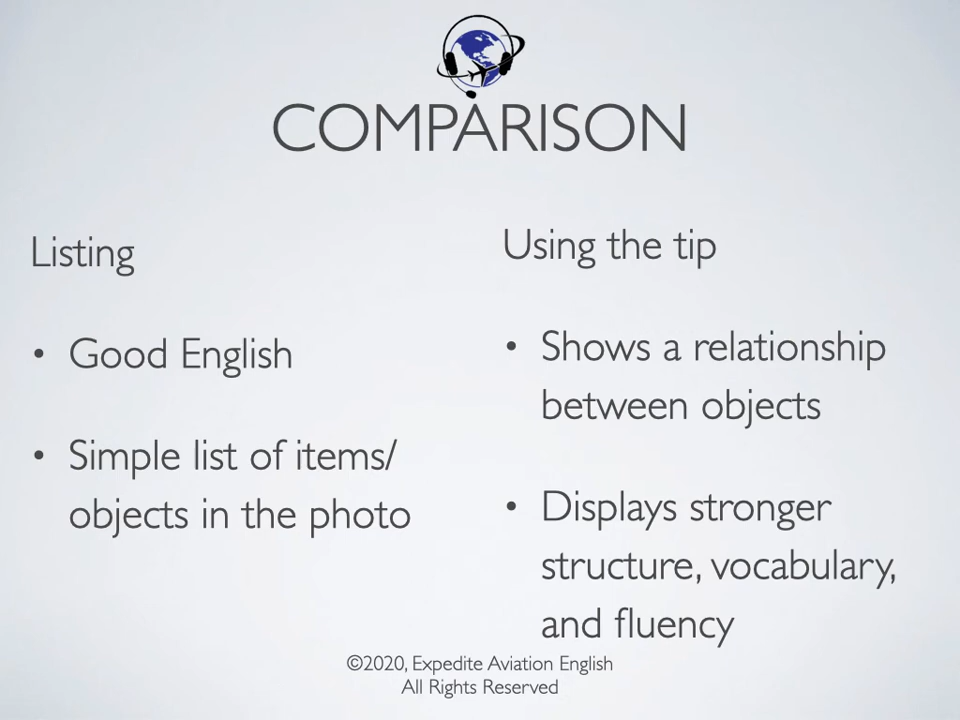 COMPARISON
Listing
• Good English
• Simple list of items/
objects in the photo
Using the tip
• Shows a relationship
between objects
• Displays stronger
structure, vocabulary,
and fluency
©2020, Expedite Aviation English
All Rights Reserved